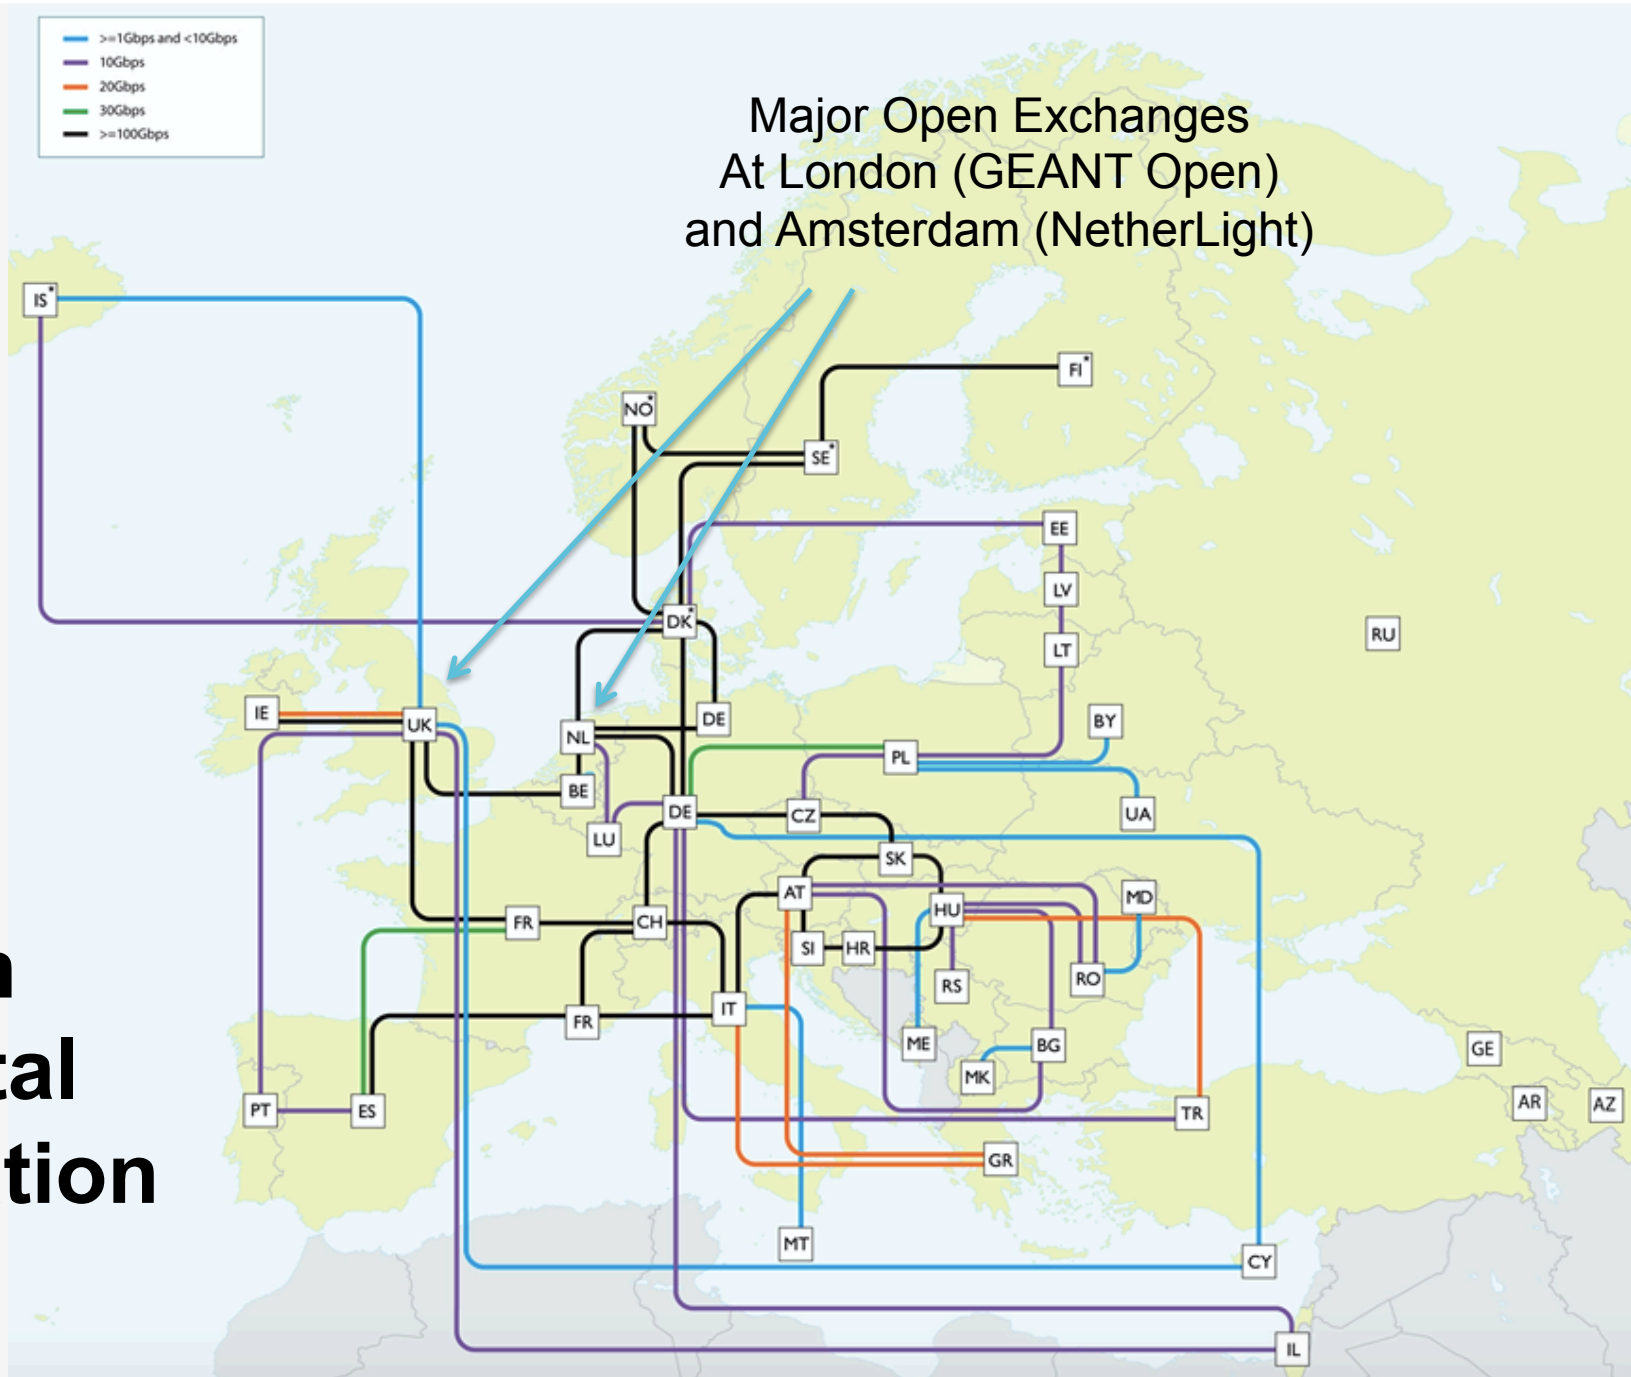 >=1Gbps and <10Gbps
10Gbps
20Gbps
30Gbps
>=100Gbps
Major Open Exchanges
At London (GEANT Open)
and Amsterdam (NetherLight)
IS*
FI*
NO*
SE*
EE
LV
DK*
RU
LT
IE
UK
DE
BY
NL
PL
BE
DE
CZ
UA
LU
SK
AT
MD
HU
FR
CH
SI
HR
n
RS
RO
IT
FR
ME
BG
GE
MK
tal
PT
ES
TR
AR
AZ
GR
tion
MT
CY
IL